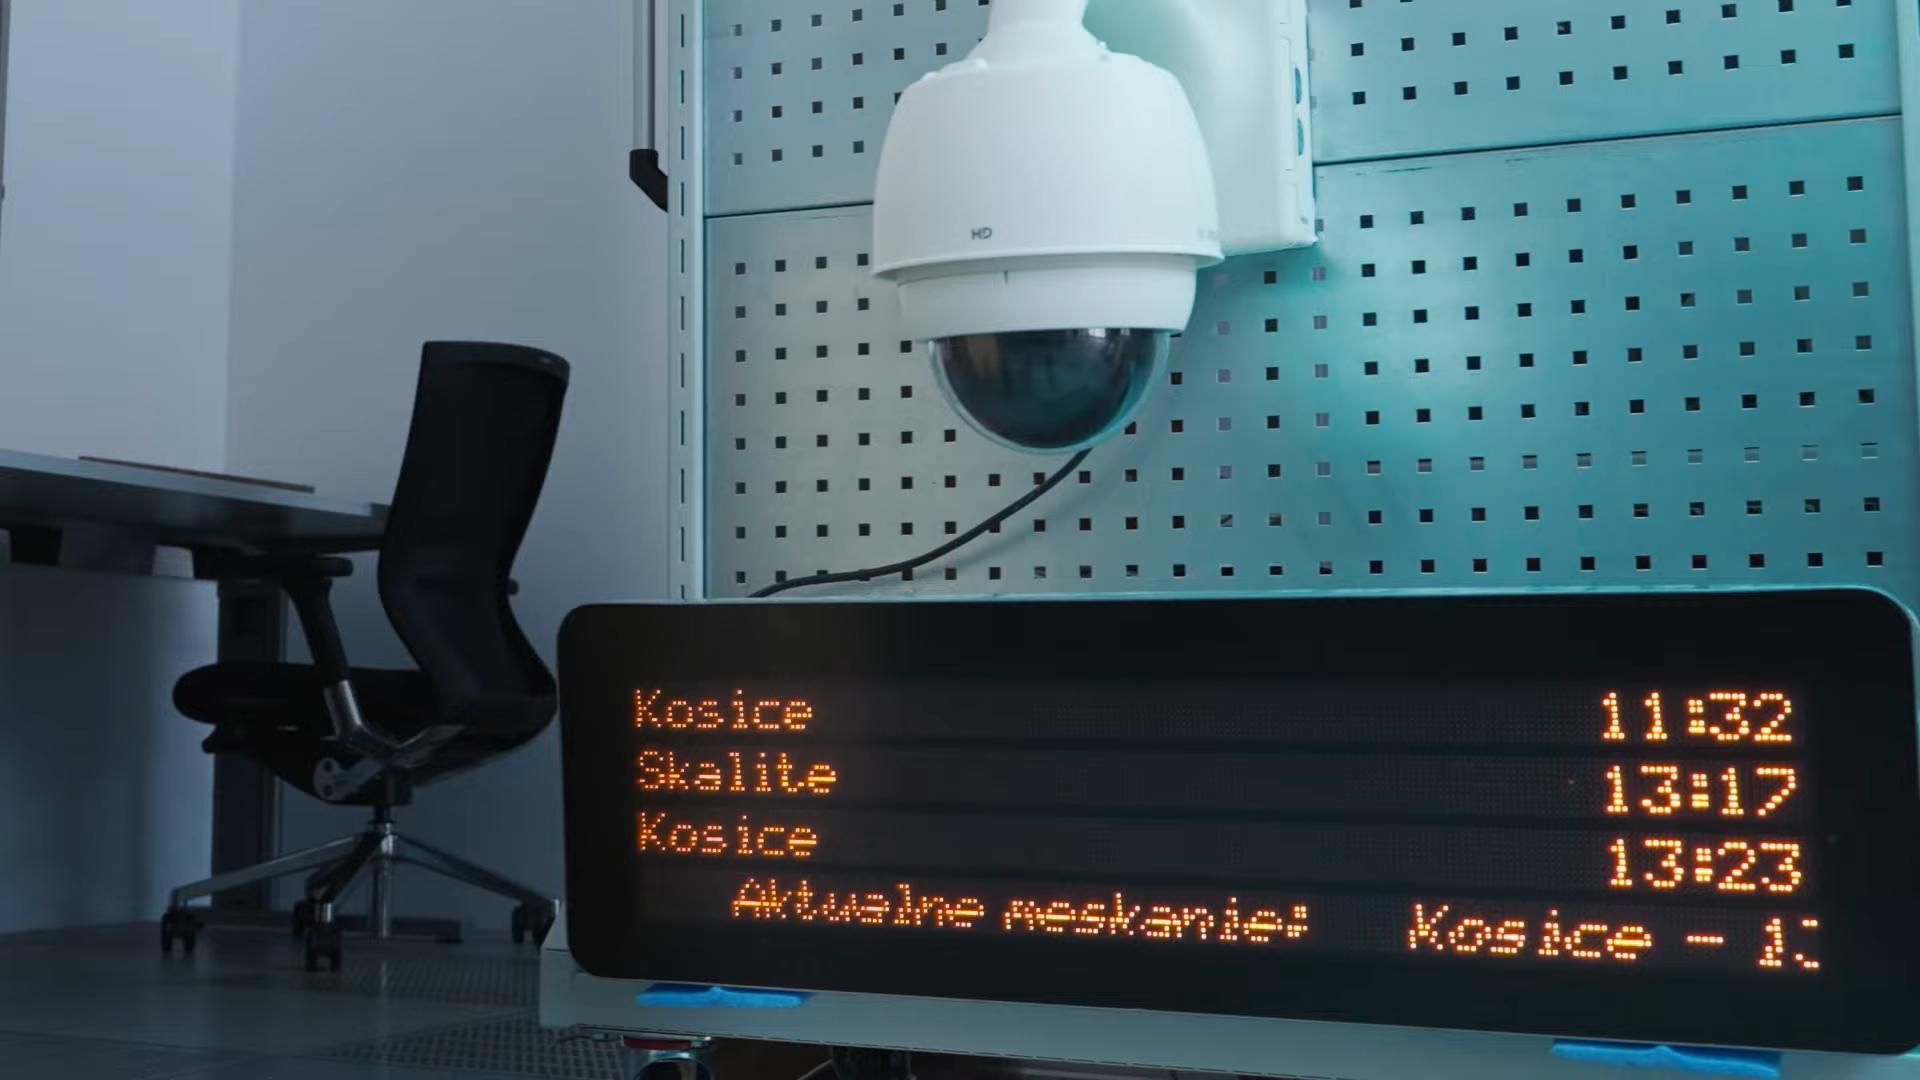 HD
Kosice 11:32
Skalite 13:17
Kosice 13:23
Aktualne meskanie: Kosice -